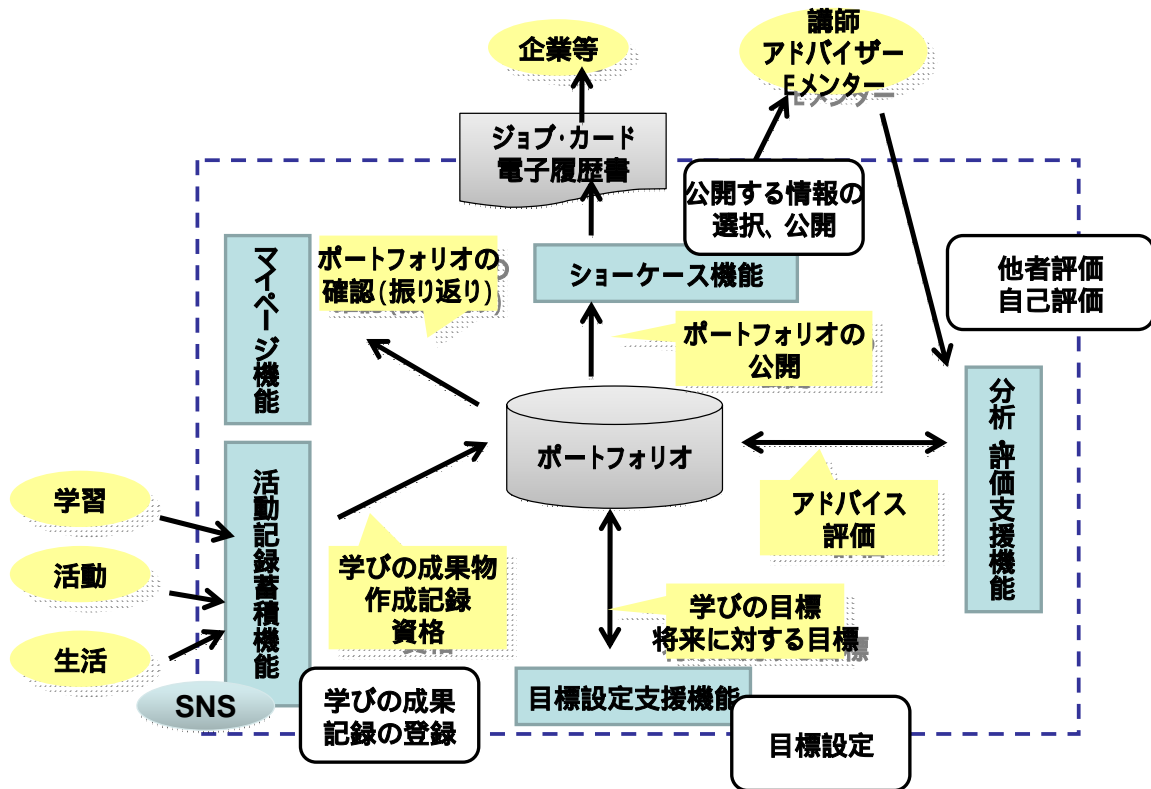 企業等
講師
アドバイザー
Eメンター
ジョブ・カード
電子履歴書
公開する情報の
選択、公開
マイページ機能
ポートフォリオの
確認(振り返り)
ショーケース機能
他者評価
自己評価
ポートフォリオの
公開
分析・評価支援機能
ポートフォリオ
活動記録蓄積機能
学習
活動
生活
アドバイス
評価
学びの成果物
作成記録
資格
学びの目標
将来に対する目標
SNS
学びの成果
記録の登録
目標設定支援機能
目標設定